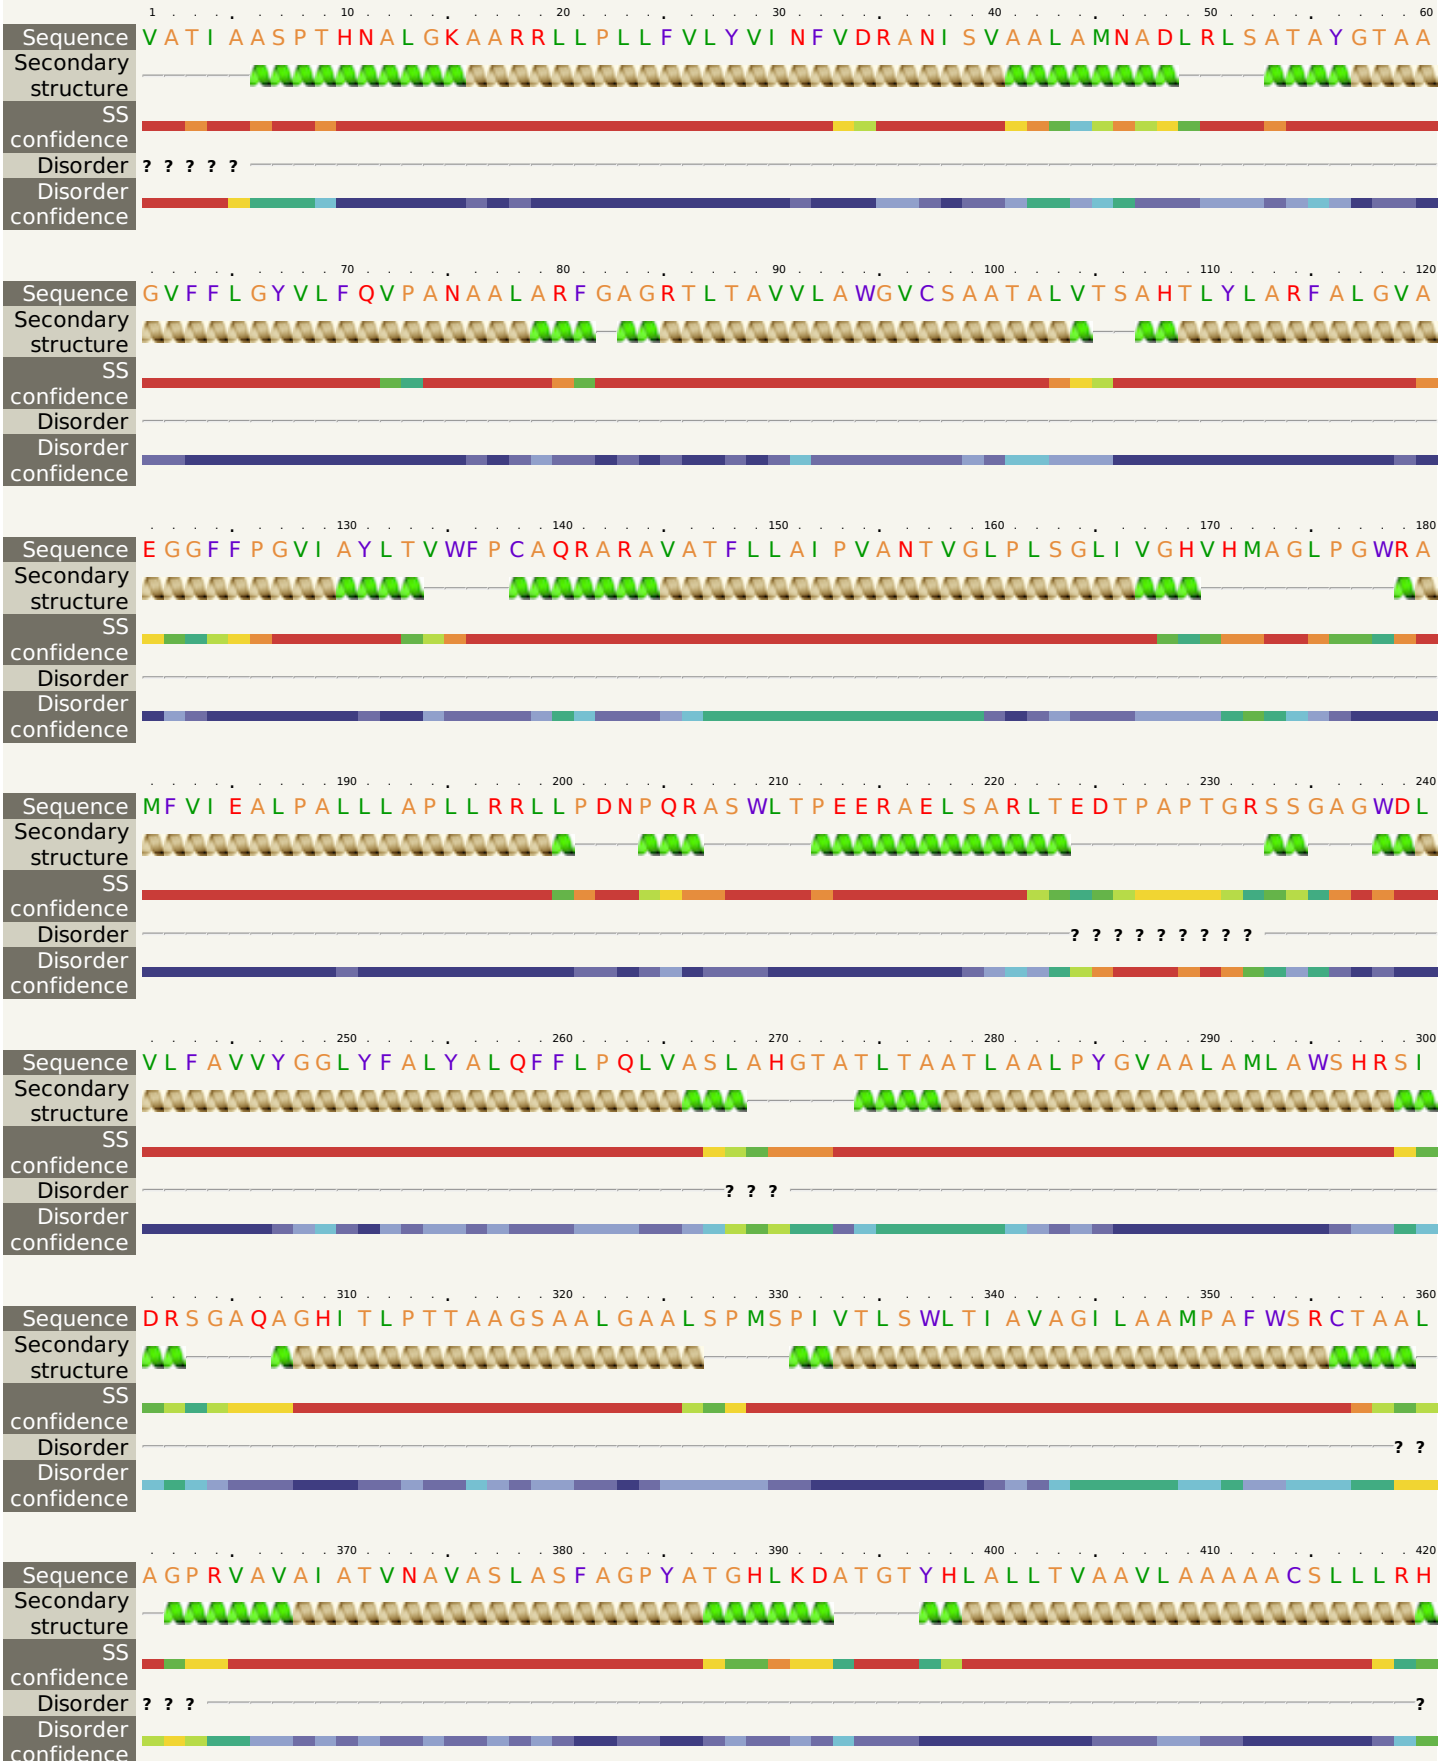 1 10 20 30 40 50 60
Sequence VATIAASPTHNALGKAARRLLPLLFVLYVINFVDRANISVAALAMNADLRLSATAYGTAA
Secondary
structure
SS
confidence
Disorder ? ? ? ? ?
Disorder
confidence
70 80 90 100 110 120
Sequence GVFFLGYVLFQVPANAALARFGAGRTLTAVVLAWGVCSAATALVTSAHTLYLARFALGVA
Secondary
structure
SS
confidence
Disorder
Disorder
confidence
130 140 150 160 170 180
Sequence EGGFFPGVIAYLTVWFPCAQRARAVATFLLAIPVANTVGLPLSGLIVGHVHMAGLPGWRA
Secondary
structure
SS
confidence
Disorder
Disorder
confidence
190 200 210 220 230 240
Sequence MFVIEALPALLLAPLLRRLLPDNPQRASWLTPEERAELSARLTEDTPAPTGRSSGAGWDL
Secondary
structure
SS
confidence
Disorder ? ? ? ? ? ? ? ? ?
Disorder
confidence
250 260 270 280 290 300
Sequence VLFAVVYGGLYFALYALQFFLPQLVASLAHGTATLTAATLAALPYGVAALAMLAWSHRSI
Secondary
structure
SS
confidence
Disorder ? ? ?
Disorder
confidence
310 320 330 340 350 360
Sequence DRSGAQAGHITLPTTAAGSAALGAALSPMSPIVTLSWLTIAVAGILAAMPAFWSRCTAAL
Secondary
structure
SS
confidence
Disorder ? ?
Disorder
confidence
370 380 390 400 410 420
Sequence AGPRVAVAIATVNAVASLASFAGPYATGHLKDATGTYHLALLTVAAVLAAAAACSLLLRH
Secondary
structure
SS
confidence
Disorder ? ? ? ?
Disorder
confidence